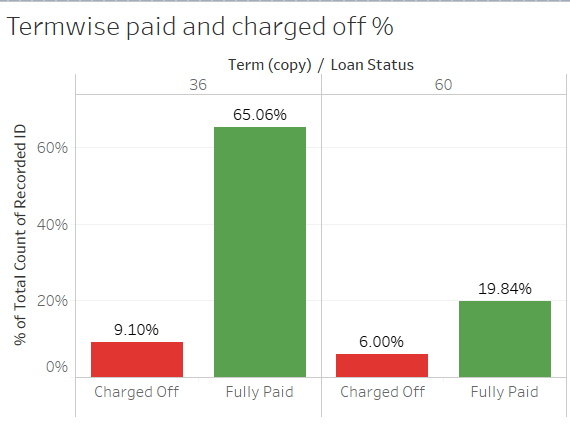 Termwise paid and charged off %
Term (copy) / Loan Status
36 60
% of Total Count of Recorded ID
60%
40%
20%
0%
9.10%
65.06%
6.00%
19.84%
Charged Off Fully Paid Charged Off Fully Paid